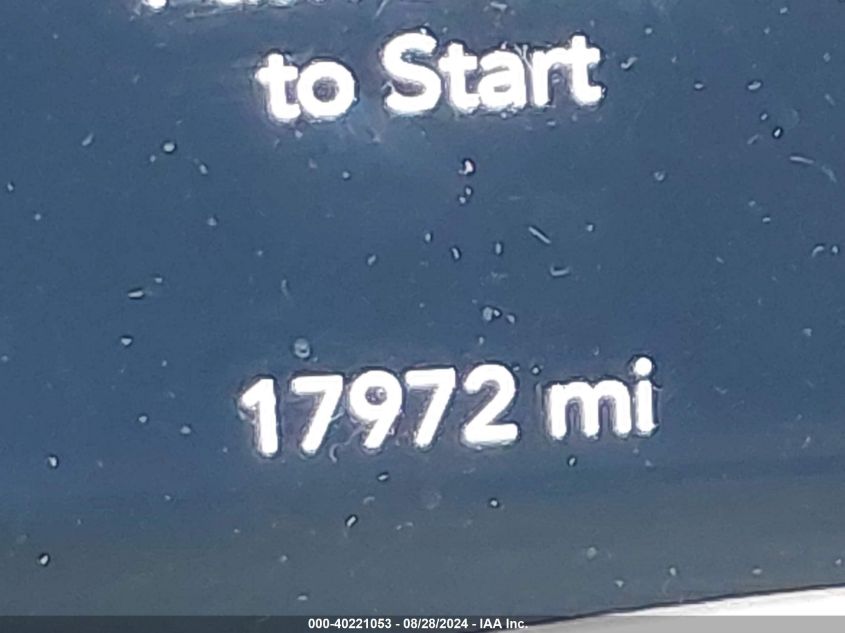 to Start
17972 mi
000-40221053 - 08/28/2024 - IAA Inc.